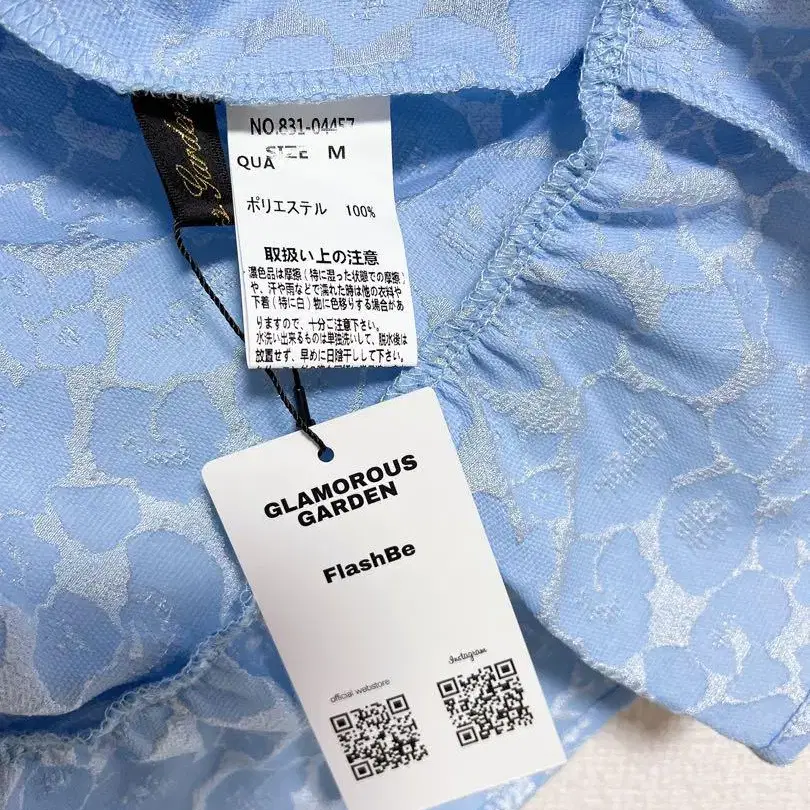 Garden
NO.831-04457
SIZE M
QUA
ポリエステル 100%
取扱い上の注意
濃色品は摩擦(特に湿った状態での摩擦)
や、汗や雨などで濡れた時は他の衣料や
下着(特に白)物に色移りする場合があ
りますので、十分ご注意下さい。
水洗い出来るものは単独洗いして、脱水後は
放置せず、早めに日陰干しして下さい。
GLAMOROUS
GARDEN
FlashBe
official webstore
Instagram